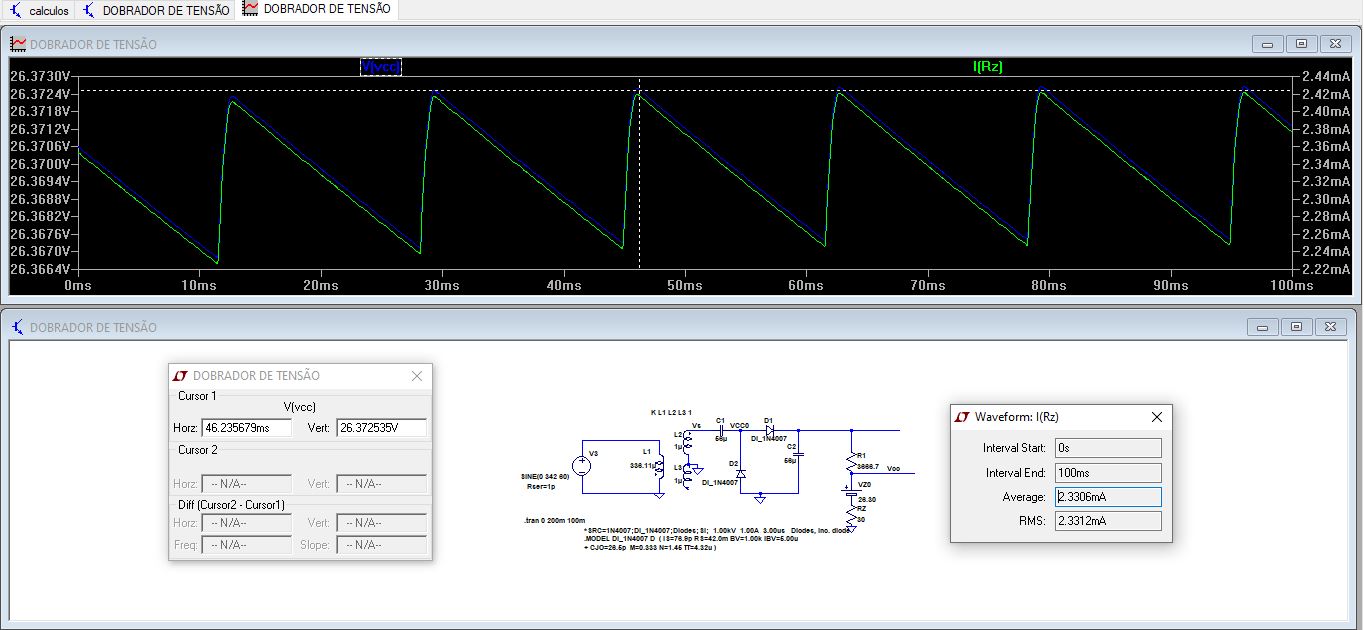 calculos DOBRADOR DE TENSÃO DOBRADOR DE TENSÃO
DOBRADOR DE TENSÃO
V(vcc) I(Rz)
26.3730V 2.44mA
26.3724V 2.42mA
26.3718V 2.40mA
26.3712V 2.38mA
26.3706V 2.36mA
26.3700V 2.34mA
26.3694V 2.32mA
26.3688V 2.30mA
26.3682V 2.28mA
26.3676V 2.26mA
26.3670V 2.24mA
26.3664V 2.22mA
0ms 10ms 20ms 30ms 40ms 50ms 60ms 70ms 80ms 90ms 100ms
DOBRADOR DE TENSÃO
DOBRADOR DE TENSÃO
Cursor 1
V(vcc)
Horz: 46.235679ms Vert: 26.372535V
Cursor 2
Horz: -- N/A-- Vert: -- N/A--
Diff (Cursor2 - Cursor1)
Horz: -- N/A-- Vert: -- N/A--
Freq: -- N/A-- Slope: -- N/A--
K L1 L2 L3 1
V3
SINE(0 342 60)
Rser=1p
L1
336.11µ
L2
1µ
L3
1µ
Vs
C1
56µ
VCC0
D1
DI_1N4007
D2
DI_1N4007
C2
56µ
R1
3666.7
Vcc
VZ0
26.30
RZ
30
.tran 0 200m 100m
*SRC=1N4007;DI_1N4007;Diodes; Si; 1.00kV 1.00A 3.00us Diodes, Inc. diode
.MODEL DI_1N4007 D ( IS=76.9p RS=42.0m BV=1.00k IBV=5.00u
+ CJO=26.5p M=0.333 N=1.45 TT=4.32u )
Waveform: I(Rz)
Interval Start: 0s
Interval End: 100ms
Average: 2.3306mA
RMS: 2.3312mA